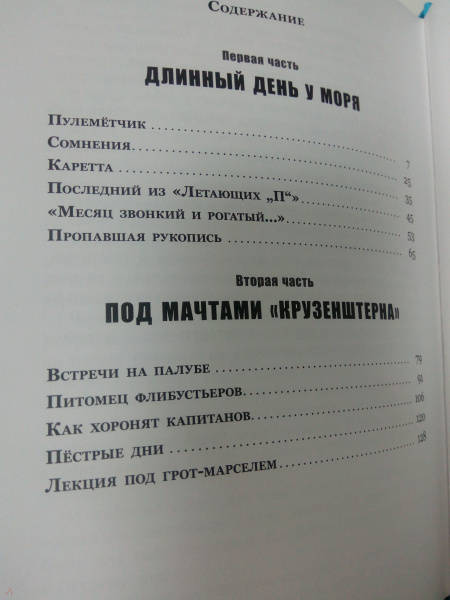 Содержание
Первая часть
ДЛИННЫЙ ДЕНЬ У МОРЯ
Пулемётчик 7
Сомнения 25
Каретта 35
Последний из «Летающих „П“» 45
«Месяц звонкий и рогатый...» 53
Пропавшая рукопись 65
Вторая часть
ПОД МАЧТАМИ «КРУЗЕНШТЕРНА»
Встречи на палубе 79
Питомец флибустьеров 91
Как хоронят капитанов 106
Пёстрые дни 120
Лекция под грот-марселем 128